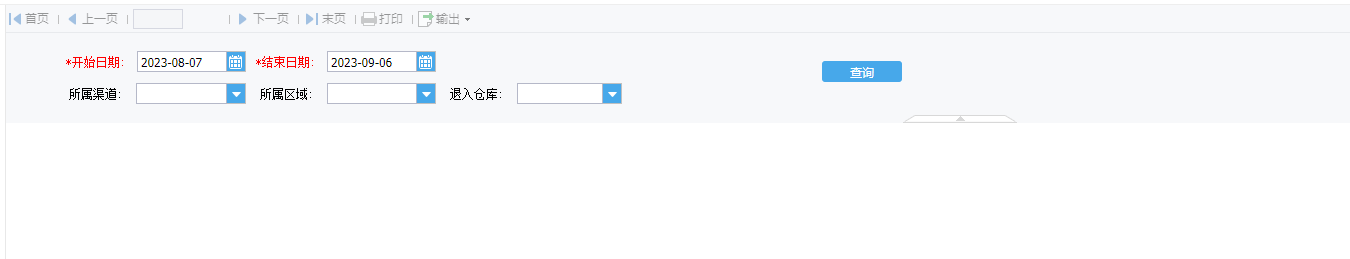 首页 上一页 下一页 末页 打印 输出
*开始日期: 2023-08-07 *结束日期: 2023-09-06
查询
所属渠道: 所属区域: 退入仓库: